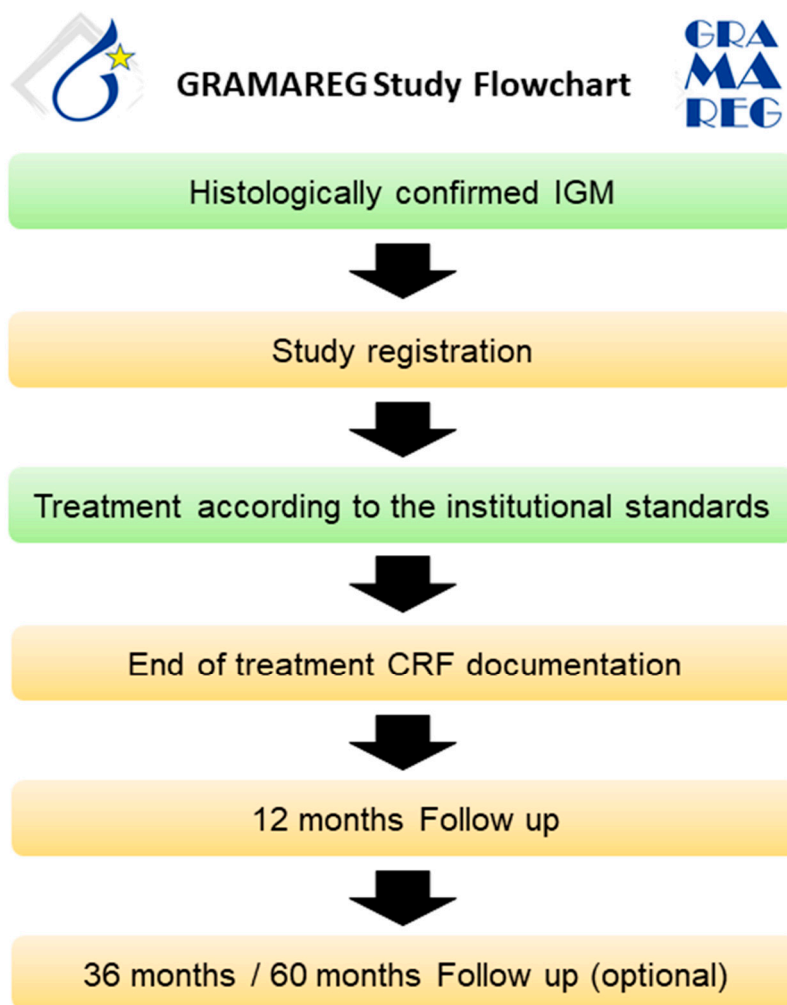 GRAMAREG Study Flowchart
GRA
MA
REG
Histologically confirmed IGM
Study registration
Treatment according to the institutional standards
End of treatment CRF documentation
12 months Follow up
36 months / 60 months Follow up (optional)